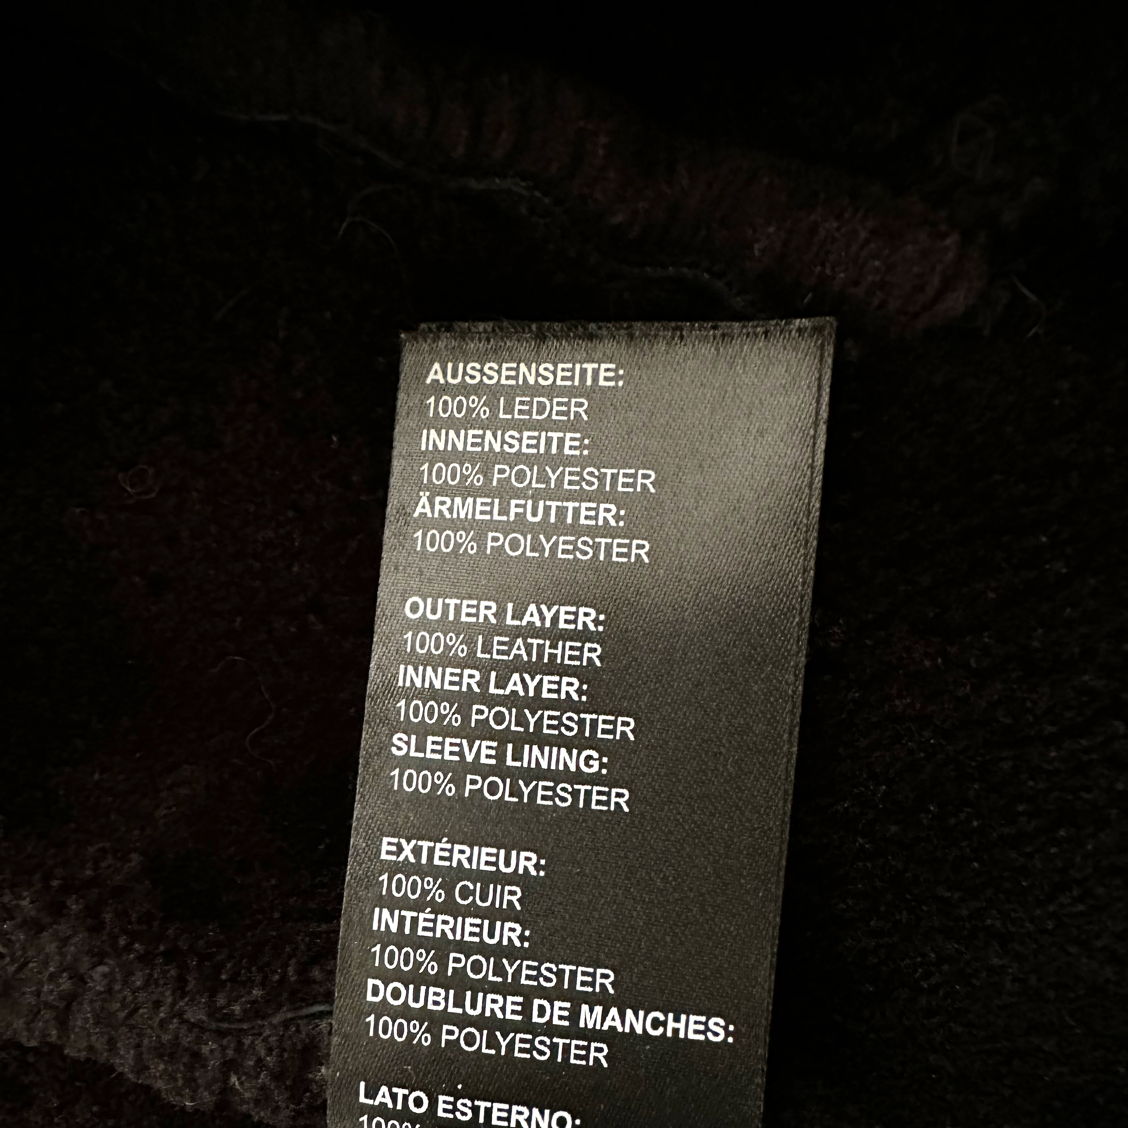 AUSSENSEITE:
100% LEDER
INNENSEITE:
100% POLYESTER
ÄRMELFUTTER:
100% POLYESTER
OUTER LAYER:
100% LEATHER
INNER LAYER:
100% POLYESTER
SLEEVE LINING:
100% POLYESTER
EXTÉRIEUR:
100% CUIR
INTÉRIEUR:
100% POLYESTER
DOUBLURE DE MANCHES:
100% POLYESTER
LATO ESTERNO:
100%